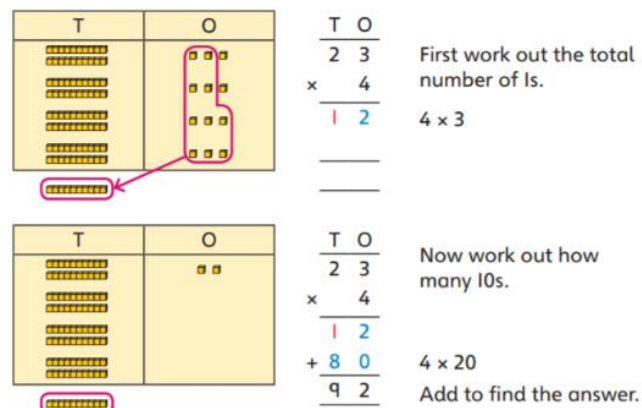 T O
T O
2 3
× 4
1 2
First work out the total
number of 1s.
4 × 3
T O
T O
2 3
× 4
1 2
+ 8 0
9 2
Now work out how
many 10s.
4 × 20
Add to find the answer.